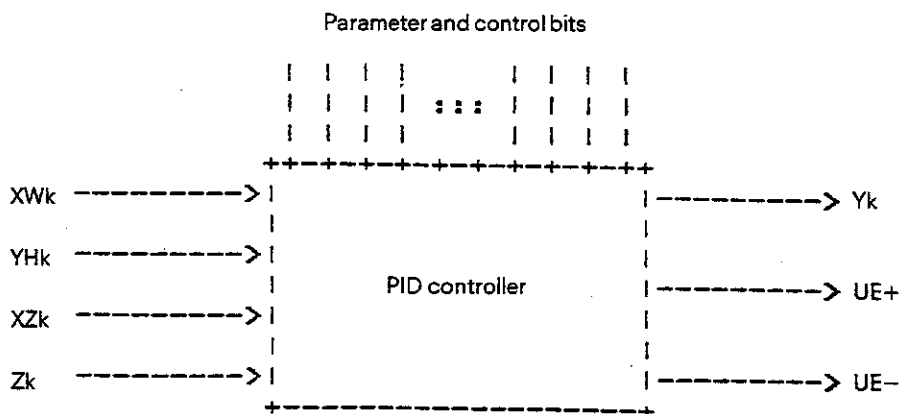 Parameter and control bits
XWk
YHk
XZk
Zk
PID controller
Yk
UE+
UE−